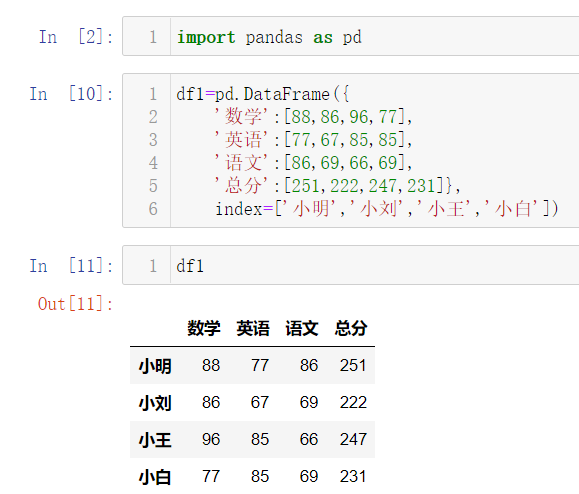 In [2]: 1 import pandas as pd
In [10]: 1 df1=pd.DataFrame({
2 '数学':[88,86,96,77],
3 '英语':[77,67,85,85],
4 '语文':[86,69,66,69],
5 '总分':[251,222,247,231]},
6 index=['小明','小刘','小王','小白'])
In [11]: 1 df1
Out[11]:
数学 英语 语文 总分
小明 88 77 86 251
小刘 86 67 69 222
小王 96 85 66 247
小白 77 85 69 231